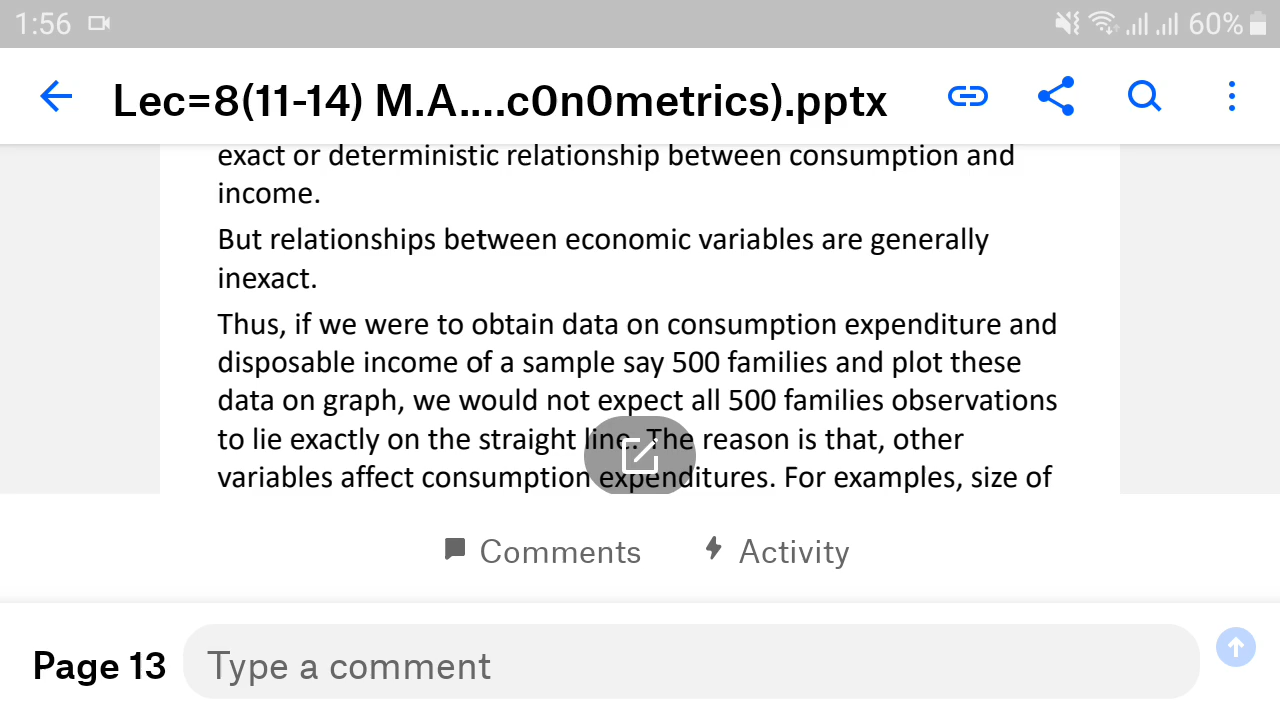 1:56 60%
Lec=8(11-14) M.A....c0n0metrics).pptx
exact or deterministic relationship between consumption and
income.
But relationships between economic variables are generally
inexact.
Thus, if we were to obtain data on consumption expenditure and
disposable income of a sample say 500 families and plot these
data on graph, we would not expect all 500 families observations
to lie exactly on the straight line. The reason is that, other
variables affect consumption expenditures. For examples, size of
Comments Activity
Page 13 Type a comment